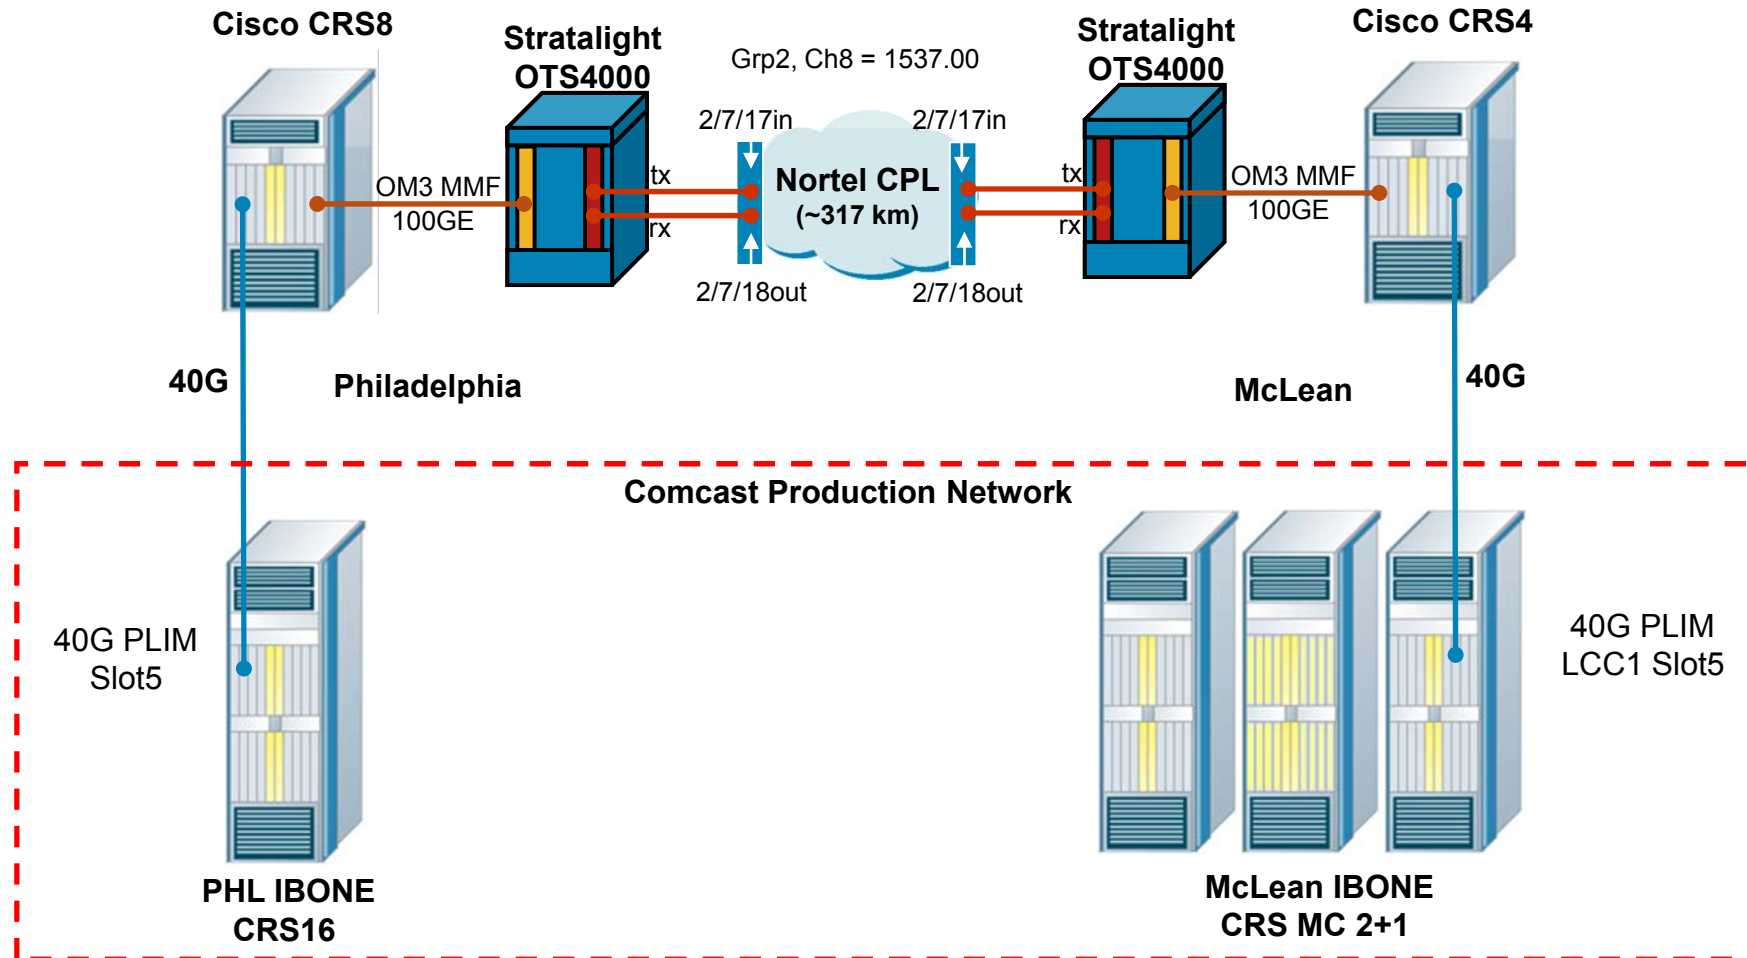 Cisco CRS8
Stratalight
OTS4000
Grp2, Ch8 = 1537.00
Stratalight
OTS4000
Cisco CRS4
2/7/17in
2/7/17in
OM3 MMF
100GE
tx
rx
Nortel CPL
(~317 km)
tx
rx
OM3 MMF
100GE
2/7/18out
2/7/18out
40G
Philadelphia
McLean
40G
Comcast Production Network
40G PLIM
Slot5
40G PLIM
LCC1 Slot5
PHL IBONE
CRS16
McLean IBONE
CRS MC 2+1